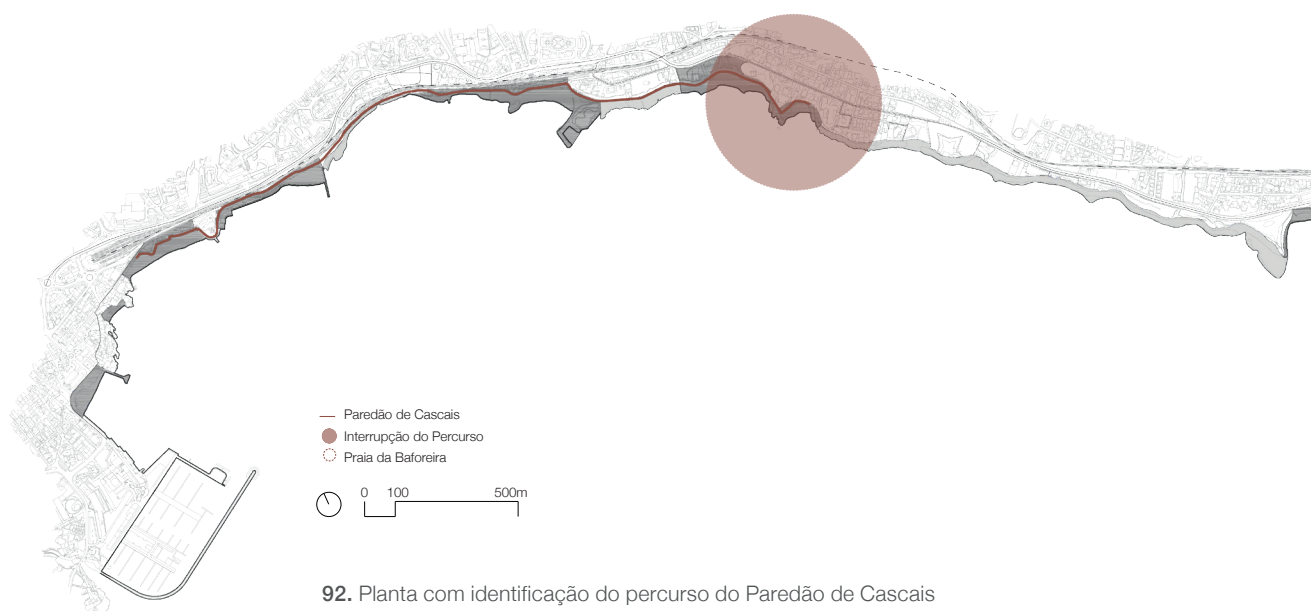 Paredão de Cascais
Interrupção do Percurso
Praia da Baforeira
0 100 500m
92. Planta com identificação do percurso do Paredão de Cascais